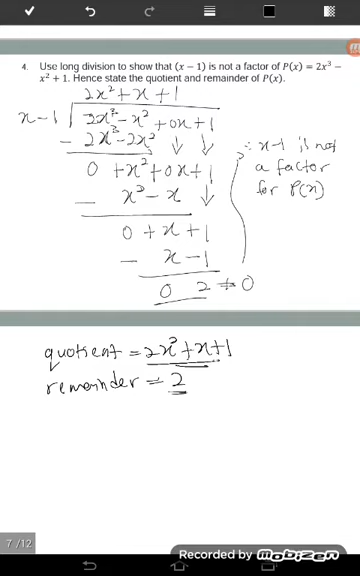 4. Use long division to show that (x − 1) is not a factor of P(x) = 2x³ −
x² + 1. Hence state the quotient and remainder of P(x).
2x² + x + 1
x − 1 2x³ − x² + 0x + 1
− 2x³ − 2x²
0 + x² + 0x + 1
− x² − x
0 + x + 1
− x − 1
0 2 ≠ 0
∴ x−1 is not
a factor
for P(x)
quotient = 2x² + x + 1
remainder = 2
7 / 12
Recorded by mobizen